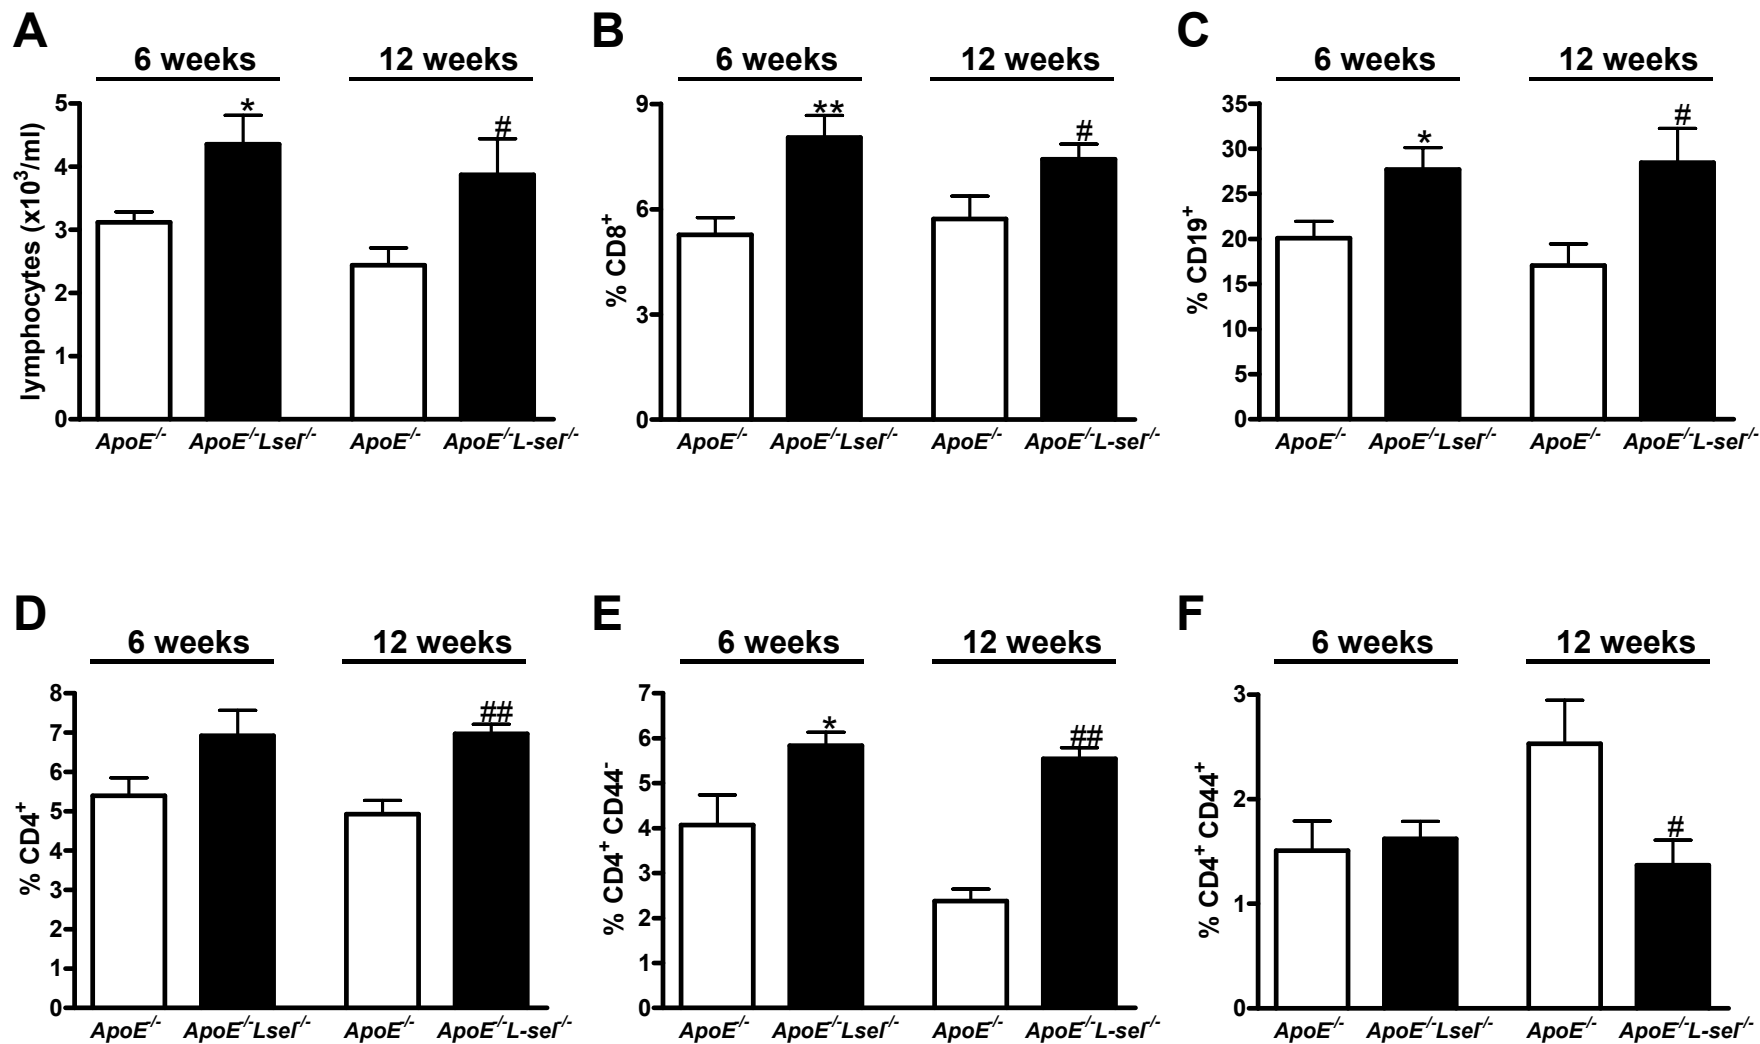 A
6 weeks 12 weeks
lymphocytes (x10³/ml)
5
4
3
2
1
0
*
#
ApoE⁻/⁻ ApoE⁻/⁻Lsel⁻/⁻ ApoE⁻/⁻ ApoE⁻/⁻L-sel⁻/⁻
B
6 weeks 12 weeks
% CD8⁺
9
6
3
0
**
#
ApoE⁻/⁻ ApoE⁻/⁻Lsel⁻/⁻ ApoE⁻/⁻ ApoE⁻/⁻L-sel⁻/⁻
C
6 weeks 12 weeks
% CD19⁺
35
30
25
20
15
10
5
0
*
#
ApoE⁻/⁻ ApoE⁻/⁻Lsel⁻/⁻ ApoE⁻/⁻ ApoE⁻/⁻L-sel⁻/⁻
D
6 weeks 12 weeks
% CD4⁺
8
7
6
5
4
3
2
1
0
##
ApoE⁻/⁻ ApoE⁻/⁻Lsel⁻/⁻ ApoE⁻/⁻ ApoE⁻/⁻L-sel⁻/⁻
E
6 weeks 12 weeks
% CD4⁺ CD44⁻
7
6
5
4
3
2
1
0
*
##
ApoE⁻/⁻ ApoE⁻/⁻Lsel⁻/⁻ ApoE⁻/⁻ ApoE⁻/⁻L-sel⁻/⁻
F
6 weeks 12 weeks
% CD4⁺ CD44⁺
3
2
1
0
#
ApoE⁻/⁻ ApoE⁻/⁻Lsel⁻/⁻ ApoE⁻/⁻ ApoE⁻/⁻L-sel⁻/⁻